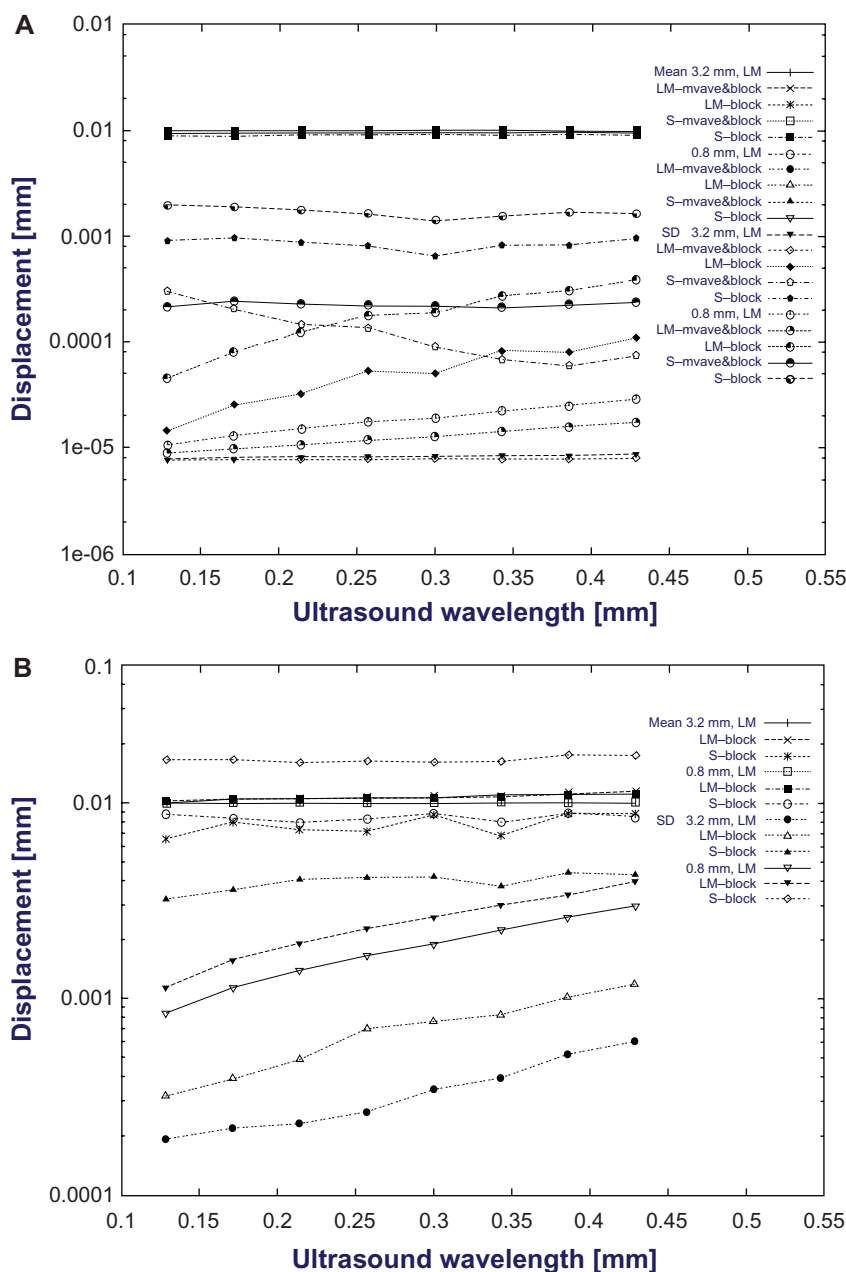 A
0.01
0.01
0.001
0.0001
1e-05
1e-06
Displacement [mm]
Mean 3.2 mm, LM
LM–mvave&block
LM–block
S–mvave&block
S–block
0.8 mm, LM
LM–mvave&block
LM–block
S–mvave&block
S–block
SD 3.2 mm, LM
LM–mvave&block
LM–block
S–mvave&block
S–block
0.8 mm, LM
LM–mvave&block
LM–block
S–mvave&block
S–block
0.1 0.15 0.2 0.25 0.3 0.35 0.4 0.45 0.5 0.55
Ultrasound wavelength [mm]
B
0.1
0.01
0.001
0.0001
Displacement [mm]
Mean 3.2 mm, LM
LM–block
S–block
0.8 mm, LM
LM–block
S–block
SD 3.2 mm, LM
LM–block
S–block
0.8 mm, LM
LM–block
S–block
0.1 0.15 0.2 0.25 0.3 0.35 0.4 0.45 0.5 0.55
Ultrasound wavelength [mm]